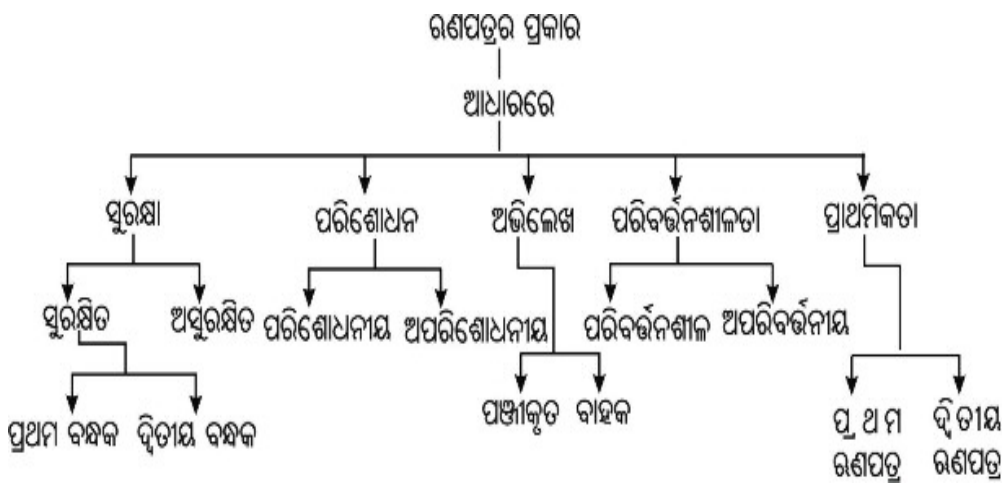 ଋଣପତ୍ରର ପ୍ରକାର
ଆଧାରରେ
ସୁରକ୍ଷା ପରିଶୋଧନ ଅଭିଲେଖ ପରିବର୍ତ୍ତନଶୀଳତା ପ୍ରାଥମିକତା
ସୁରକ୍ଷିତ ଅସୁରକ୍ଷିତ ପରିଶୋଧନୀୟ ଅପରିଶୋଧନୀୟ ପରିବର୍ତ୍ତନଶୀଳ ଅପରିବର୍ତ୍ତନୀୟ
ପ୍ରଥମ ବନ୍ଧକ ଦ୍ୱିତୀୟ ବନ୍ଧକ ପଞ୍ଜୀକୃତ ବାହକ ପ୍ରଥମ ଦ୍ୱିତୀୟ
ଋଣପତ୍ର ଋଣପତ୍ର